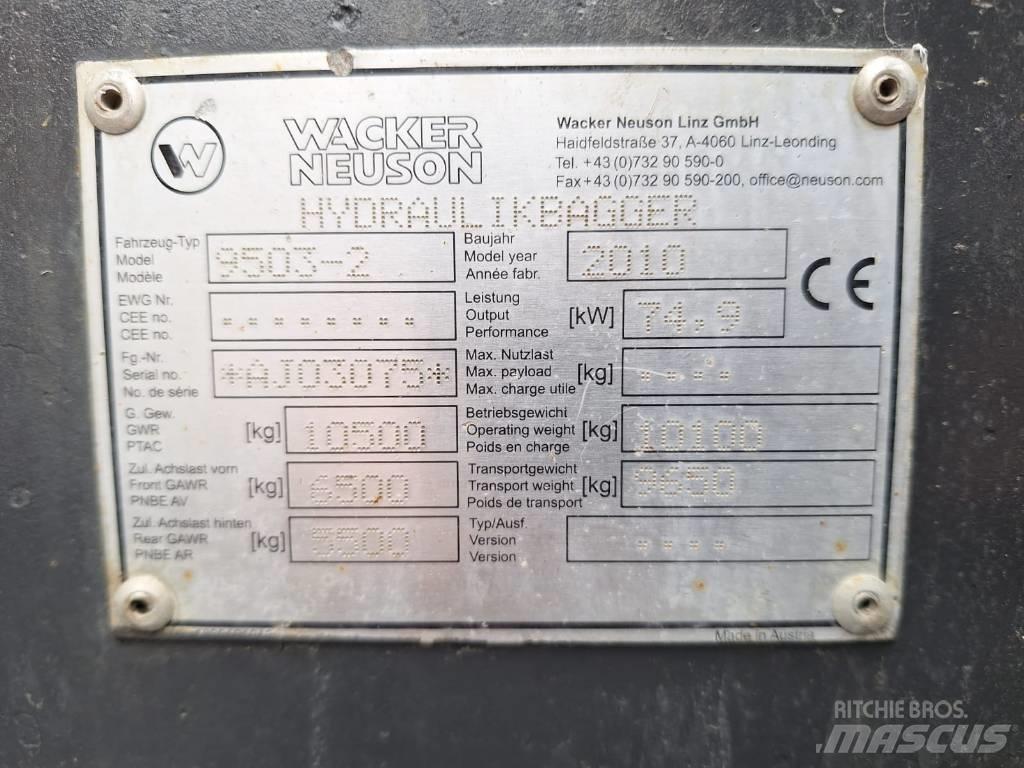 W
WACKER
NEUSON
Wacker Neuson Linz GmbH
Haidfeldstraße 37, A-4060 Linz-Leonding
Tel. +43 (0)732 90 590-0
Fax+43 (0)732 90 590-200, office@neuson.com
HYDRAULIKBAGGER
Fahrzeug-Typ
Model
Modèle
9503-2
Baujahr
Model year
Année fabr.
2010
CE
EWG Nr.
CEE no.
CEE no.
--------
Leistung
Output
Performance
[kW]
74,9
Fg.-Nr.
Serial no.
No. de série
*AJ03075*
Max. Nutzlast
Max. payload
Max. charge utile
[kg]
----
G. Gew.
GWR
PTAC
[kg]
10500
Betriebsgewicht
Operating weight
Poids en charge
[kg]
10100
Zul. Achslast vorn
Front GAWR
PNBE AV
[kg]
6500
Transportgewicht
Transport weight
Poids de transport
[kg]
9650
Zul. Achslast hinten
Rear GAWR
PNBE AR
[kg]
5500
Typ/Ausf.
Version
Version
----
Made in Austria
RITCHIE BROS.
MASCUS